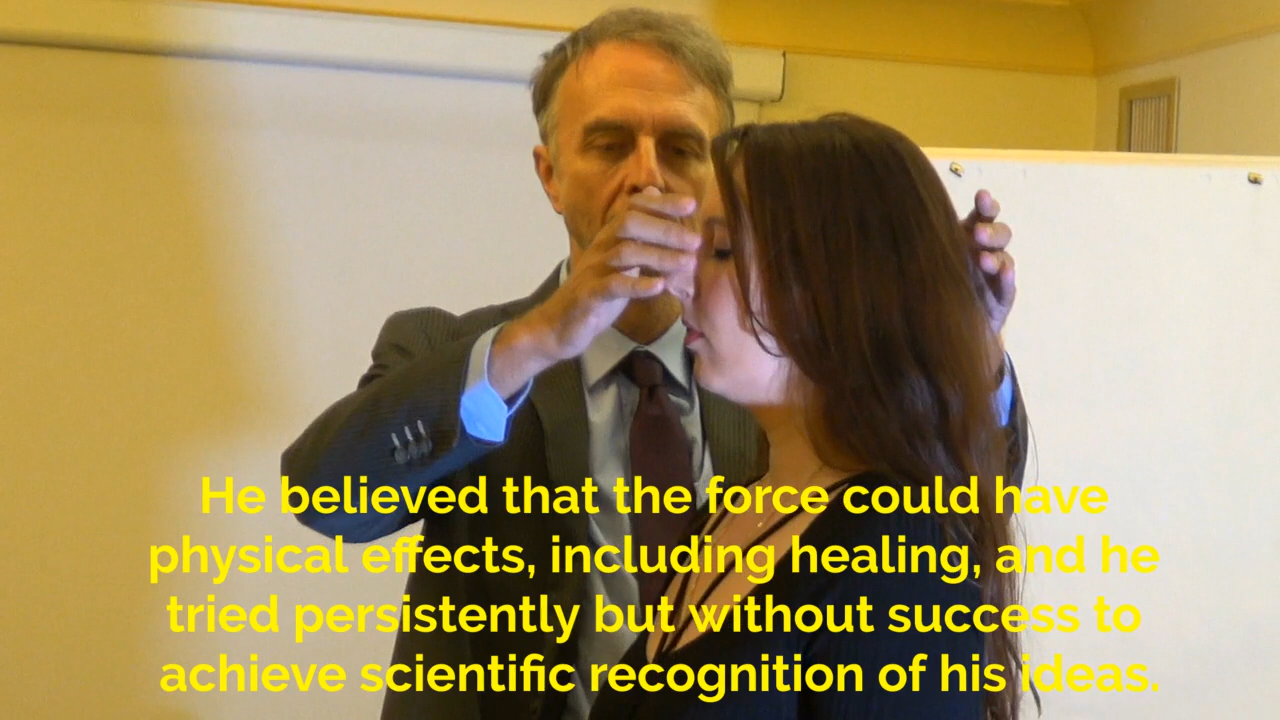 He believed that the force could have
physical effects, including healing, and he
tried persistently but without success to
achieve scientific recognition of his ideas.